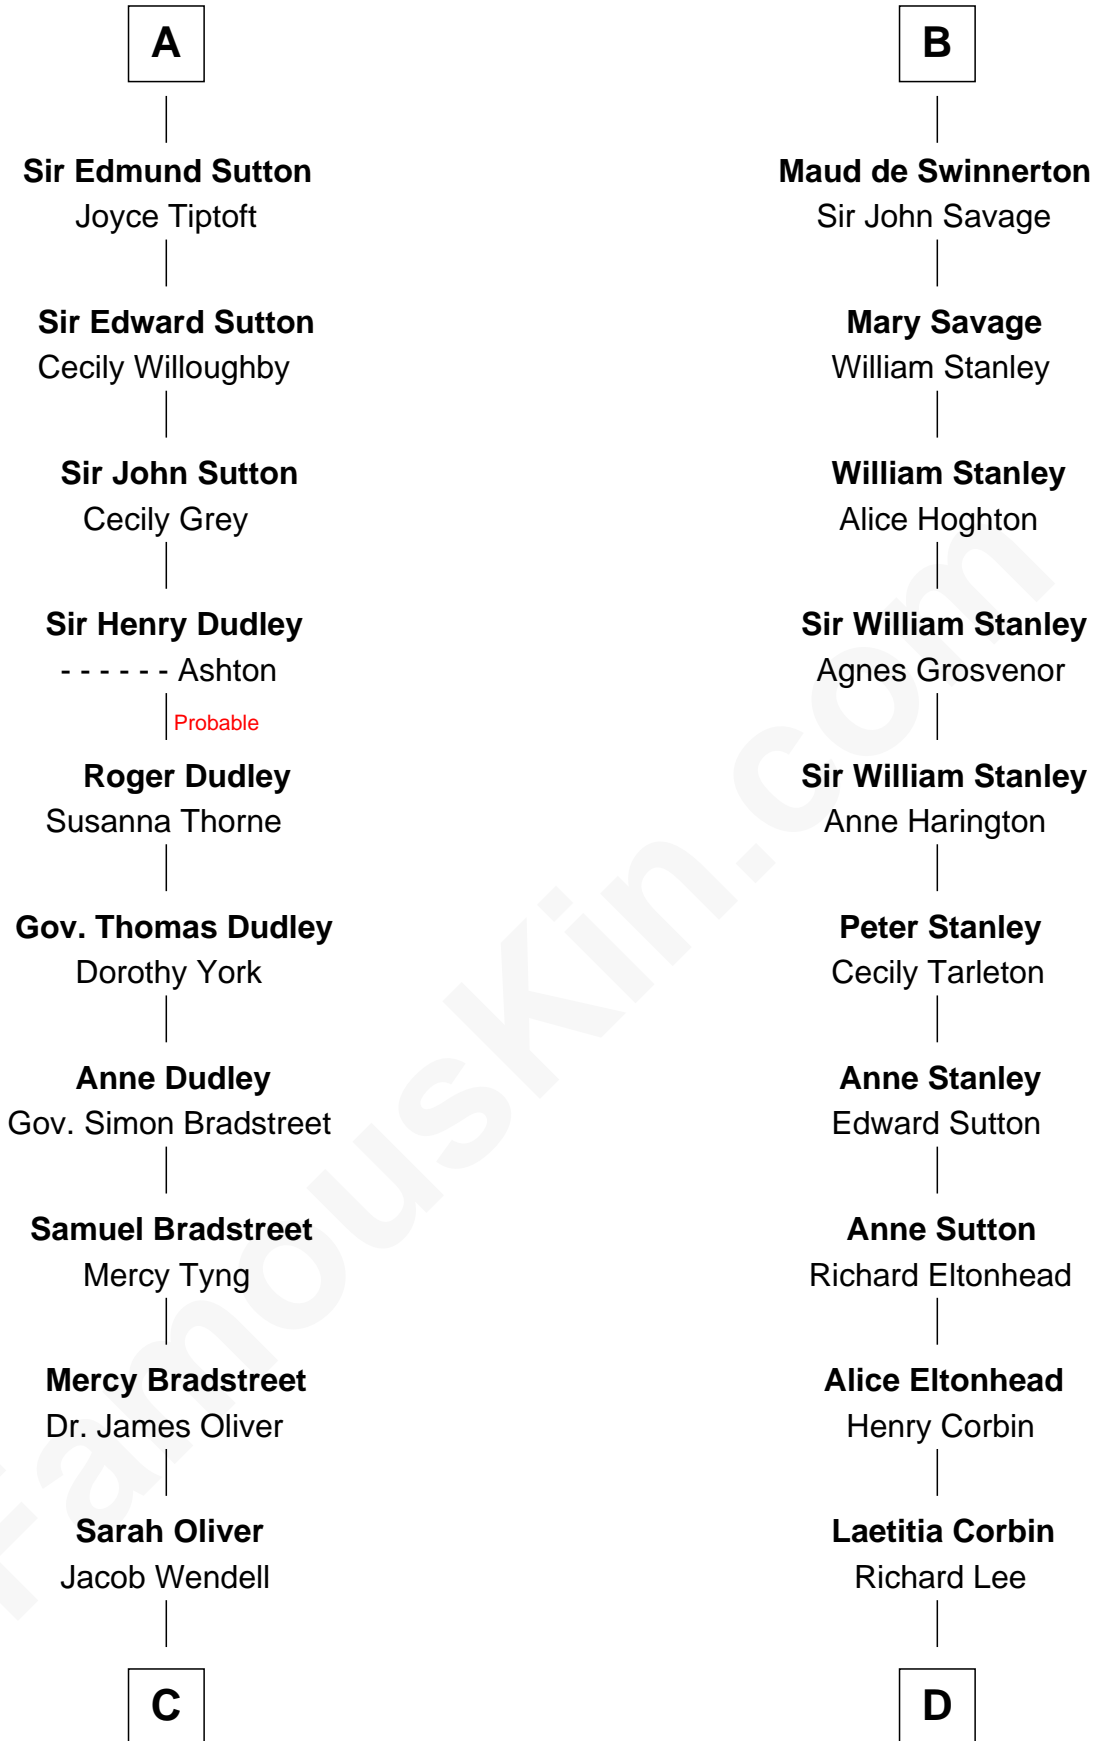 A
Sir Edmund Sutton
Joyce Tiptoft
Sir Edward Sutton
Cecily Willoughby
Sir John Sutton
Cecily Grey
Sir Henry Dudley
- - - - - - Ashton
Probable
Roger Dudley
Susanna Thorne
Gov. Thomas Dudley
Dorothy York
Anne Dudley
Gov. Simon Bradstreet
Samuel Bradstreet
Mercy Tyng
Mercy Bradstreet
Dr. James Oliver
Sarah Oliver
Jacob Wendell
C
B
Maud de Swinnerton
Sir John Savage
Mary Savage
William Stanley
William Stanley
Alice Hoghton
Sir William Stanley
Agnes Grosvenor
Sir William Stanley
Anne Harington
Peter Stanley
Cecily Tarleton
Anne Stanley
Edward Sutton
Anne Sutton
Richard Eltonhead
Alice Eltonhead
Henry Corbin
Laetitia Corbin
Richard Lee
D
FamousKin.com